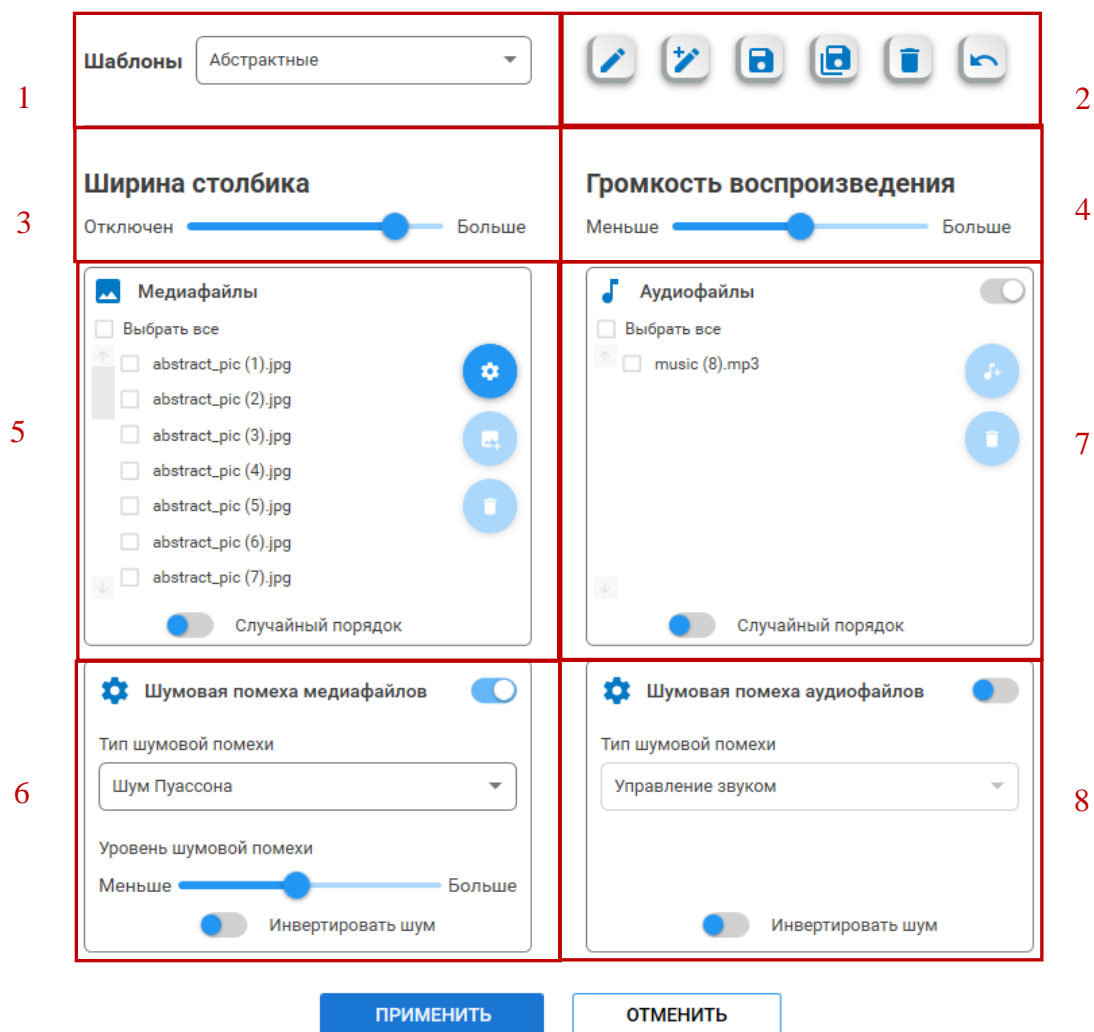 Шаблоны Абстрактные
1
2
Ширина столбика
3 Отключен Больше
Громкость воспроизведения
Меньше Больше 4
Медиафайлы
Выбрать все
abstract_pic (1).jpg
abstract_pic (2).jpg
5 abstract_pic (3).jpg
abstract_pic (4).jpg
abstract_pic (5).jpg
abstract_pic (6).jpg
abstract_pic (7).jpg
Случайный порядок
Аудиофайлы
Выбрать все
music (8).mp3
7
Случайный порядок
Шумовая помеха медиафайлов
Тип шумовой помехи
6 Шум Пуассона
Уровень шумовой помехи
Меньше Больше
Инвертировать шум
Шумовая помеха аудиофайлов
Тип шумовой помехи
Управление звуком 8
Инвертировать шум
ПРИМЕНИТЬ ОТМЕНИТЬ